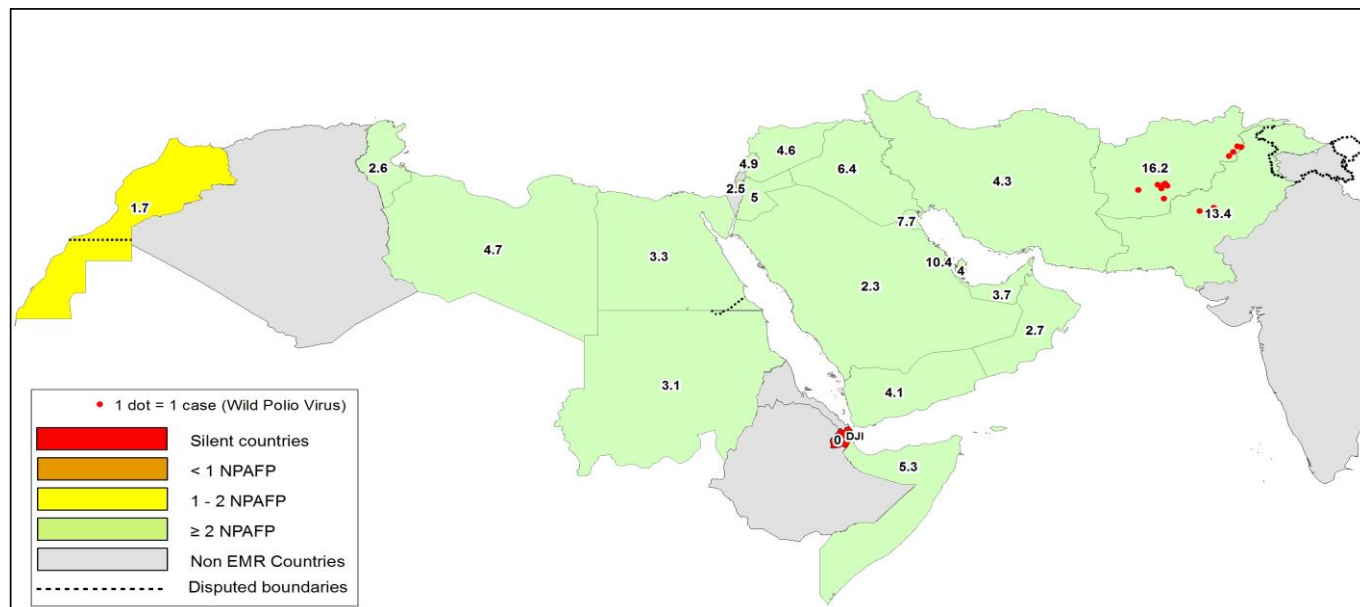 4.6
4.9
2.6
6.4
4.3
16.2
2.5
5
1.7
7.7
13.4
4.7
3.3
10.4
4
2.3
3.7
2.7
3.1
4.1
DJI
0
5.3
1 dot = 1 case (Wild Polio Virus)
Silent countries
< 1 NPAFP
1 - 2 NPAFP
≥ 2 NPAFP
Non EMR Countries
Disputed boundaries